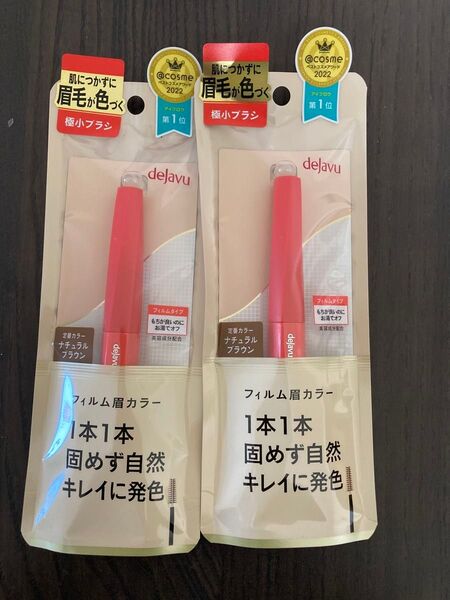 肌につかずに
眉毛が色づく
極小ブラシ
@cosme
ベストコスメアワード
2022
アイブロウ
第1位
dejavu
フィルムタイプ
もちが良いのに
お湯でオフ
美容成分配合
定番カラー
ナチュラル
ブラウン
dejavu
フィルム眉カラー
1本1本
固めず自然
キレイに発色
肌につかずに
眉毛が色づく
極小ブラシ
@cosme
ベストコスメアワード
2022
アイブロウ
第1位
dejavu
フィルムタイプ
もちが良いのに
お湯でオフ
美容成分配合
定番カラー
ナチュラル
ブラウン
dejavu
フィルム眉カラー
1本1本
固めず自然
キレイに発色